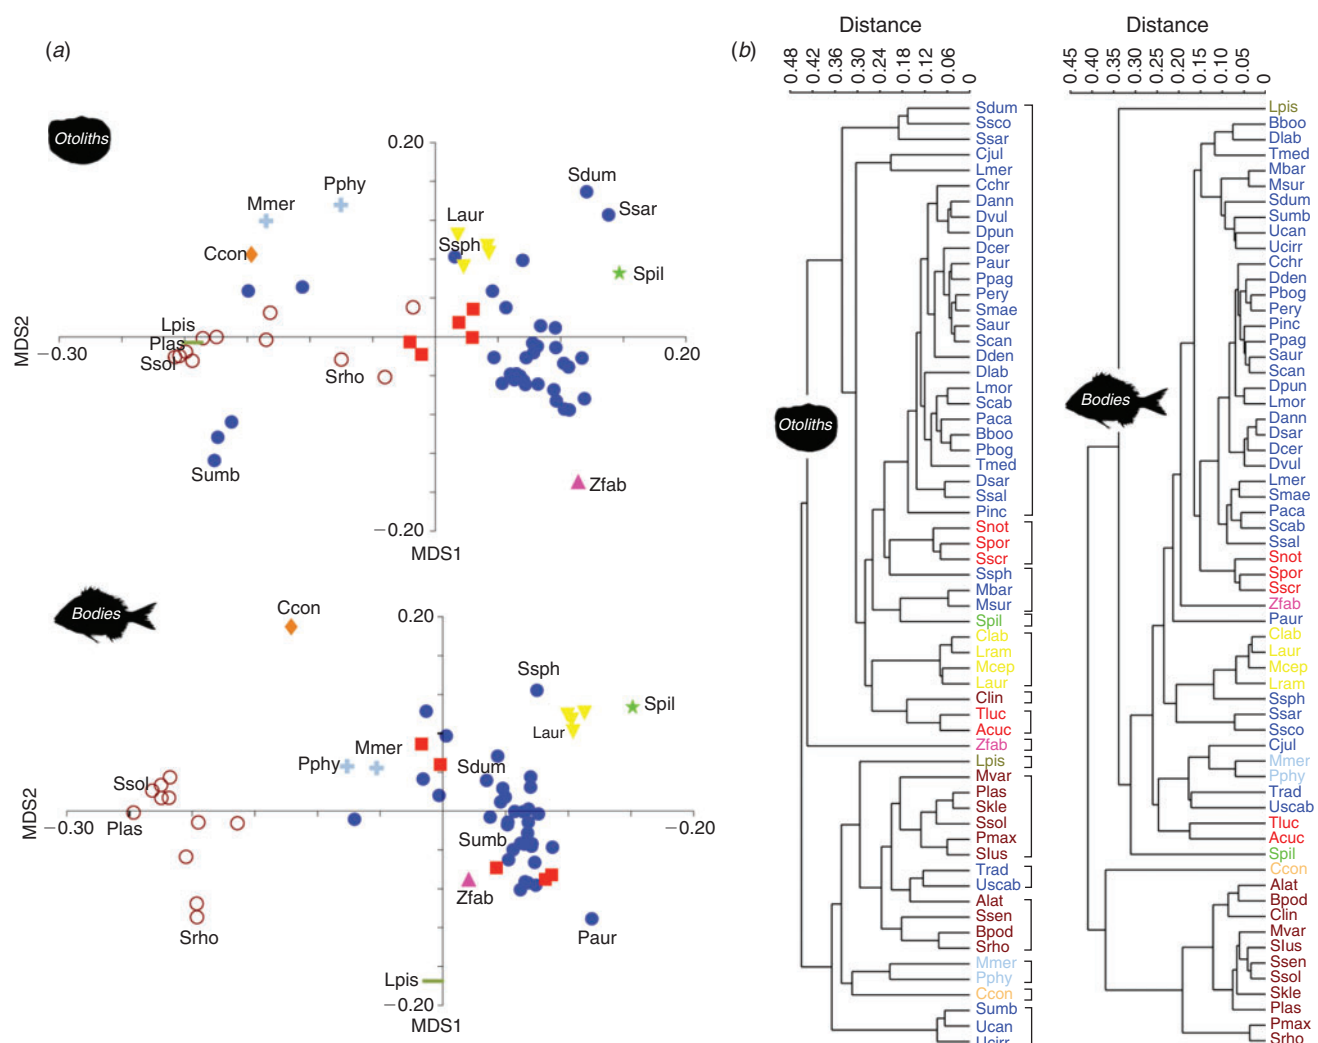 (a)
Otoliths
0.20
Pphy
Mmer
Laur
Sdum
Ssar
Ccon
Ssph
Spil
Lpis
Plas
Ssol
MDS2
−0.30
0.20
Srho
Sumb
Zfab
−0.20
MDS1
Bodies
Ccon
0.20
Ssph
Spil
Laur
Pphy
Mmer
Sdum
Ssol
Plas
MDS2
−0.30
−0.20
Sumb
Zfab
Srho
Paur
Lpis
−0.20
MDS1
(b)
Distance
0.48
0.42
0.36
0.30
0.24
0.18
0.12
0.06
0
Otoliths
Sdum
Ssco
Ssar
Cjul
Lmer
Cchr
Dann
Dvul
Dpun
Dcer
Paur
Ppag
Pery
Smae
Saur
Scan
Dden
Dlab
Lmor
Scab
Paca
Bboo
Pbog
Tmed
Dsar
Ssal
Pinc
Snot
Spor
Sscr
Ssph
Mbar
Msur
Spil
Clab
Lram
Mcep
Laur
Clin
Tluc
Acuc
Zfab
Lpis
Mvar
Plas
Skle
Ssol
Pmax
Slus
Trad
Uscab
Alat
Ssen
Bpod
Srho
Mmer
Pphy
Ccon
Sumb
Ucan
Ucirr
Distance
0.45
0.40
0.35
0.30
0.25
0.20
0.15
0.10
0.05
0
Bodies
Lpis
Bboo
Dlab
Tmed
Mbar
Msur
Sdum
Sumb
Ucan
Ucirr
Cchr
Dden
Pbog
Pery
Pinc
Ppag
Saur
Scan
Dpun
Lmor
Dann
Dsar
Dcer
Dvul
Lmer
Smae
Paca
Scab
Ssal
Snot
Spor
Sscr
Zfab
Paur
Clab
Laur
Mcep
Lram
Ssph
Ssar
Ssco
Cjul
Mmer
Pphy
Trad
Uscab
Tluc
Acuc
Spil
Ccon
Alat
Bpod
Clin
Mvar
Slus
Ssen
Ssol
Skle
Plas
Pmax
Srho